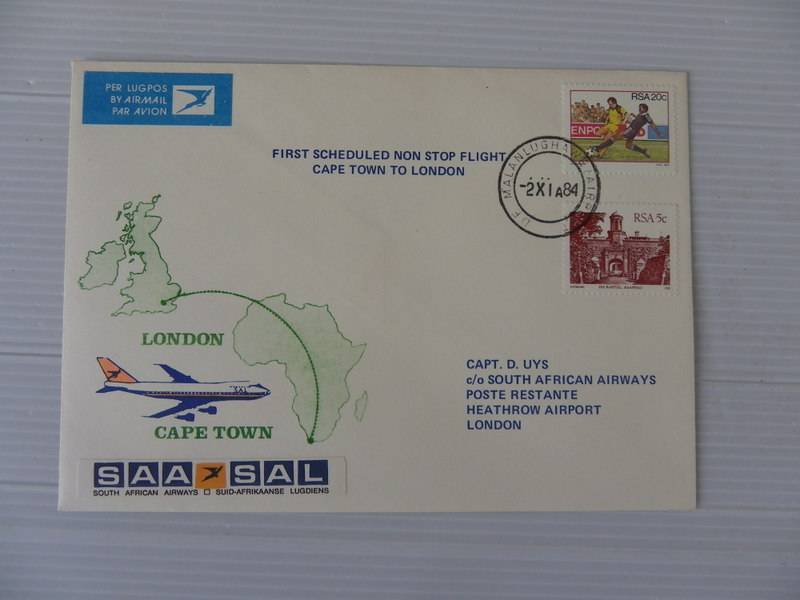 PER LUGPOS
BY AIRMAIL
PAR AVION
RSA 20c
FIRST SCHEDULED NON STOP FLIGHT
CAPE TOWN TO LONDON
DF MALANLUGHAWE
-2 XI A84
RSA 5c
LONDON
CAPE TOWN
CAPT. D. UYS
c/o SOUTH AFRICAN AIRWAYS
POSTE RESTANTE
HEATHROW AIRPORT
LONDON
SAA SAL
SOUTH AFRICAN AIRWAYS □ SUID-AFRIKAANSE LUGDIENS